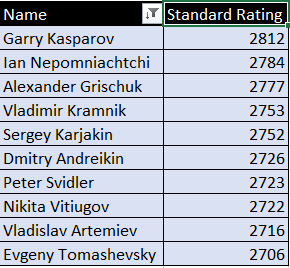 Name Standard Rating
Garry Kasparov 2812
Ian Nepomniachtchi 2784
Alexander Grischuk 2777
Vladimir Kramnik 2753
Sergey Karjakin 2752
Dmitry Andreikin 2726
Peter Svidler 2723
Nikita Vitiugov 2722
Vladislav Artemiev 2716
Evgeny Tomashevsky 2706